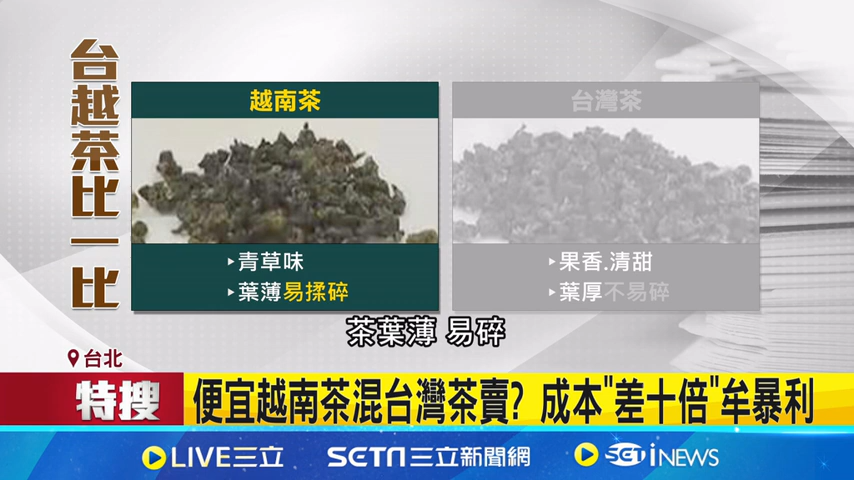 台越茶比一比
越南茶
▸青草味
▸葉薄易揉碎
台灣茶
▸果香.清甜
▸葉厚不易碎
茶葉薄 易碎
台北
特搜
便宜越南茶混台灣茶賣? 成本"差十倍"牟暴利
LIVE三立
SETN三立新聞網
SETiNEWS